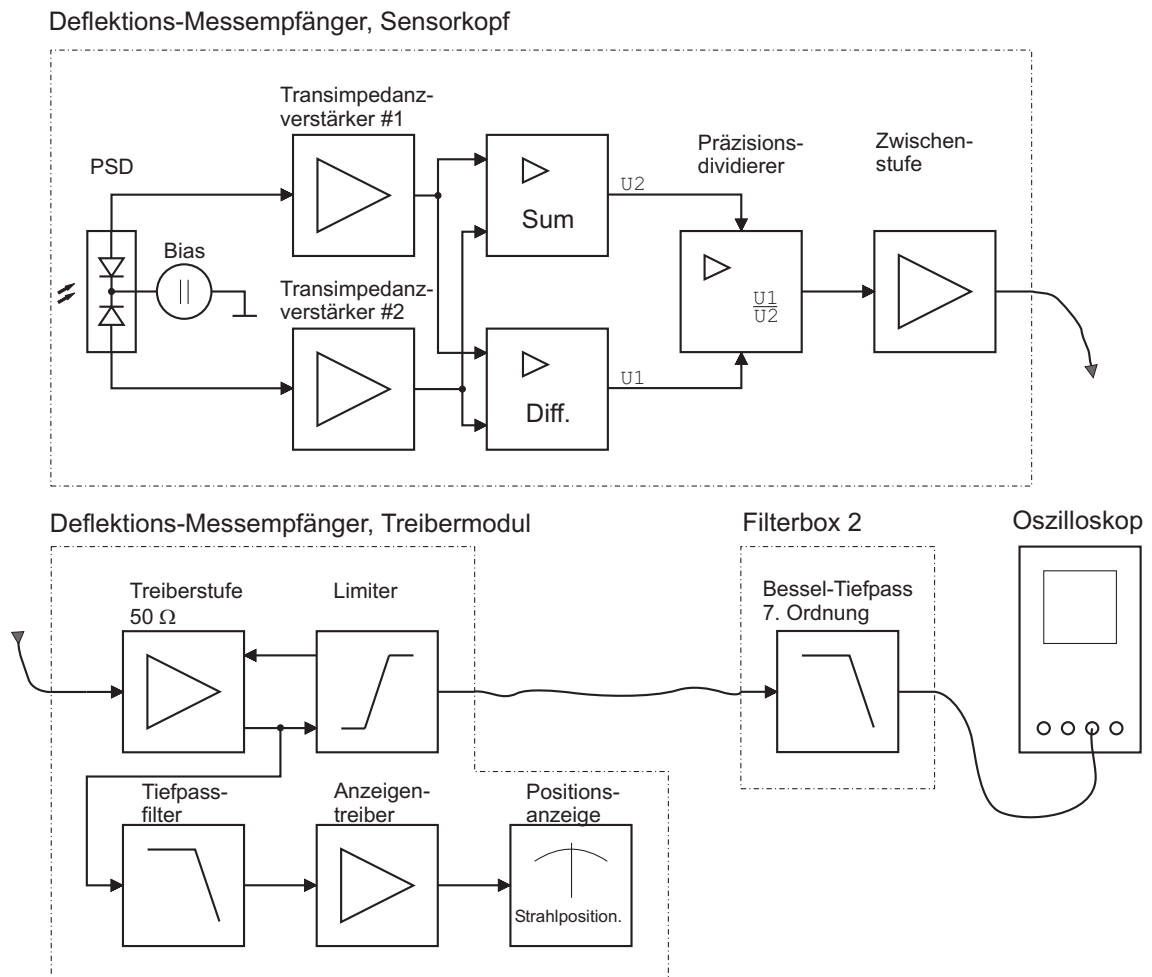 Deflektions-Messempfänger, Sensorkopf
Transimpedanz-
verstärker #1
PSD
Bias
Transimpedanz-
verstärker #2
Sum
U2
Diff.
U1
Präzisions-
dividierer
U1
U2
Zwischen-
stufe
Deflektions-Messempfänger, Treibermodul
Treiberstufe
50 Ω
Limiter
Tiefpass-
filter
Anzeigen-
treiber
Positions-
anzeige
Strahlposition.
Filterbox 2
Bessel-Tiefpass
7. Ordnung
Oszilloskop